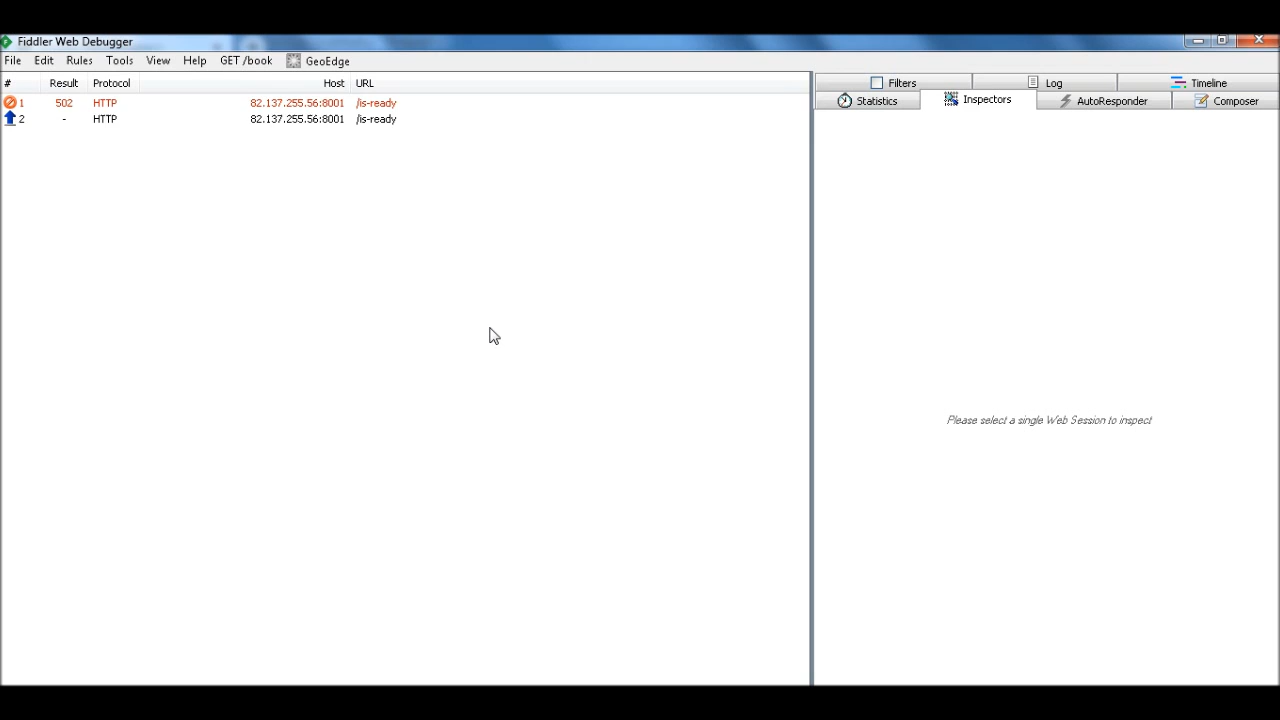 Fiddler Web Debugger
File Edit Rules Tools View Help GET /book GeoEdge
# Result Protocol Host URL
1 502 HTTP 82.137.255.56:8001 /is-ready
2 - HTTP 82.137.255.56:8001 /is-ready
Filters Log Timeline
Statistics Inspectors AutoResponder Composer
Please select a single Web Session to inspect